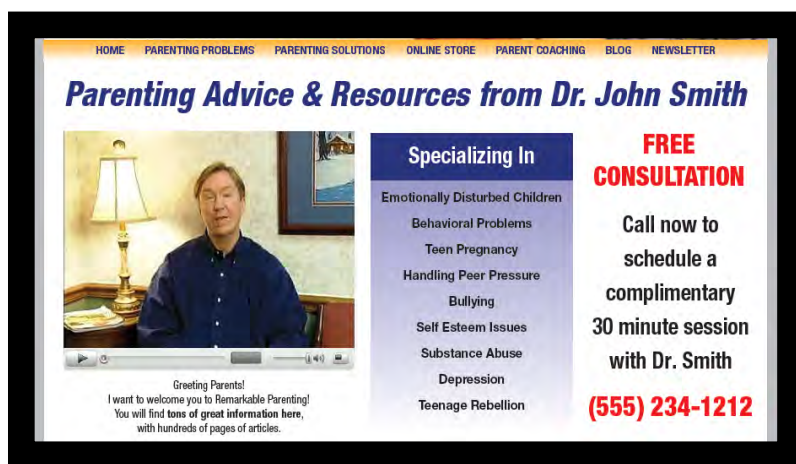 HOME PARENTING PROBLEMS PARENTING SOLUTIONS ONLINE STORE PARENT COACHING BLOG NEWSLETTER
Parenting Advice & Resources from Dr. John Smith
Greeting Parents!
I want to welcome you to Remarkable Parenting!
You will find tons of great information here,
with hundreds of pages of articles.
Specializing In
Emotionally Disturbed Children
Behavioral Problems
Teen Pregnancy
Handling Peer Pressure
Bullying
Self Esteem Issues
Substance Abuse
Depression
Teenage Rebellion
FREE
CONSULTATION
Call now to
schedule a
complimentary
30 minute session
with Dr. Smith
(555) 234-1212